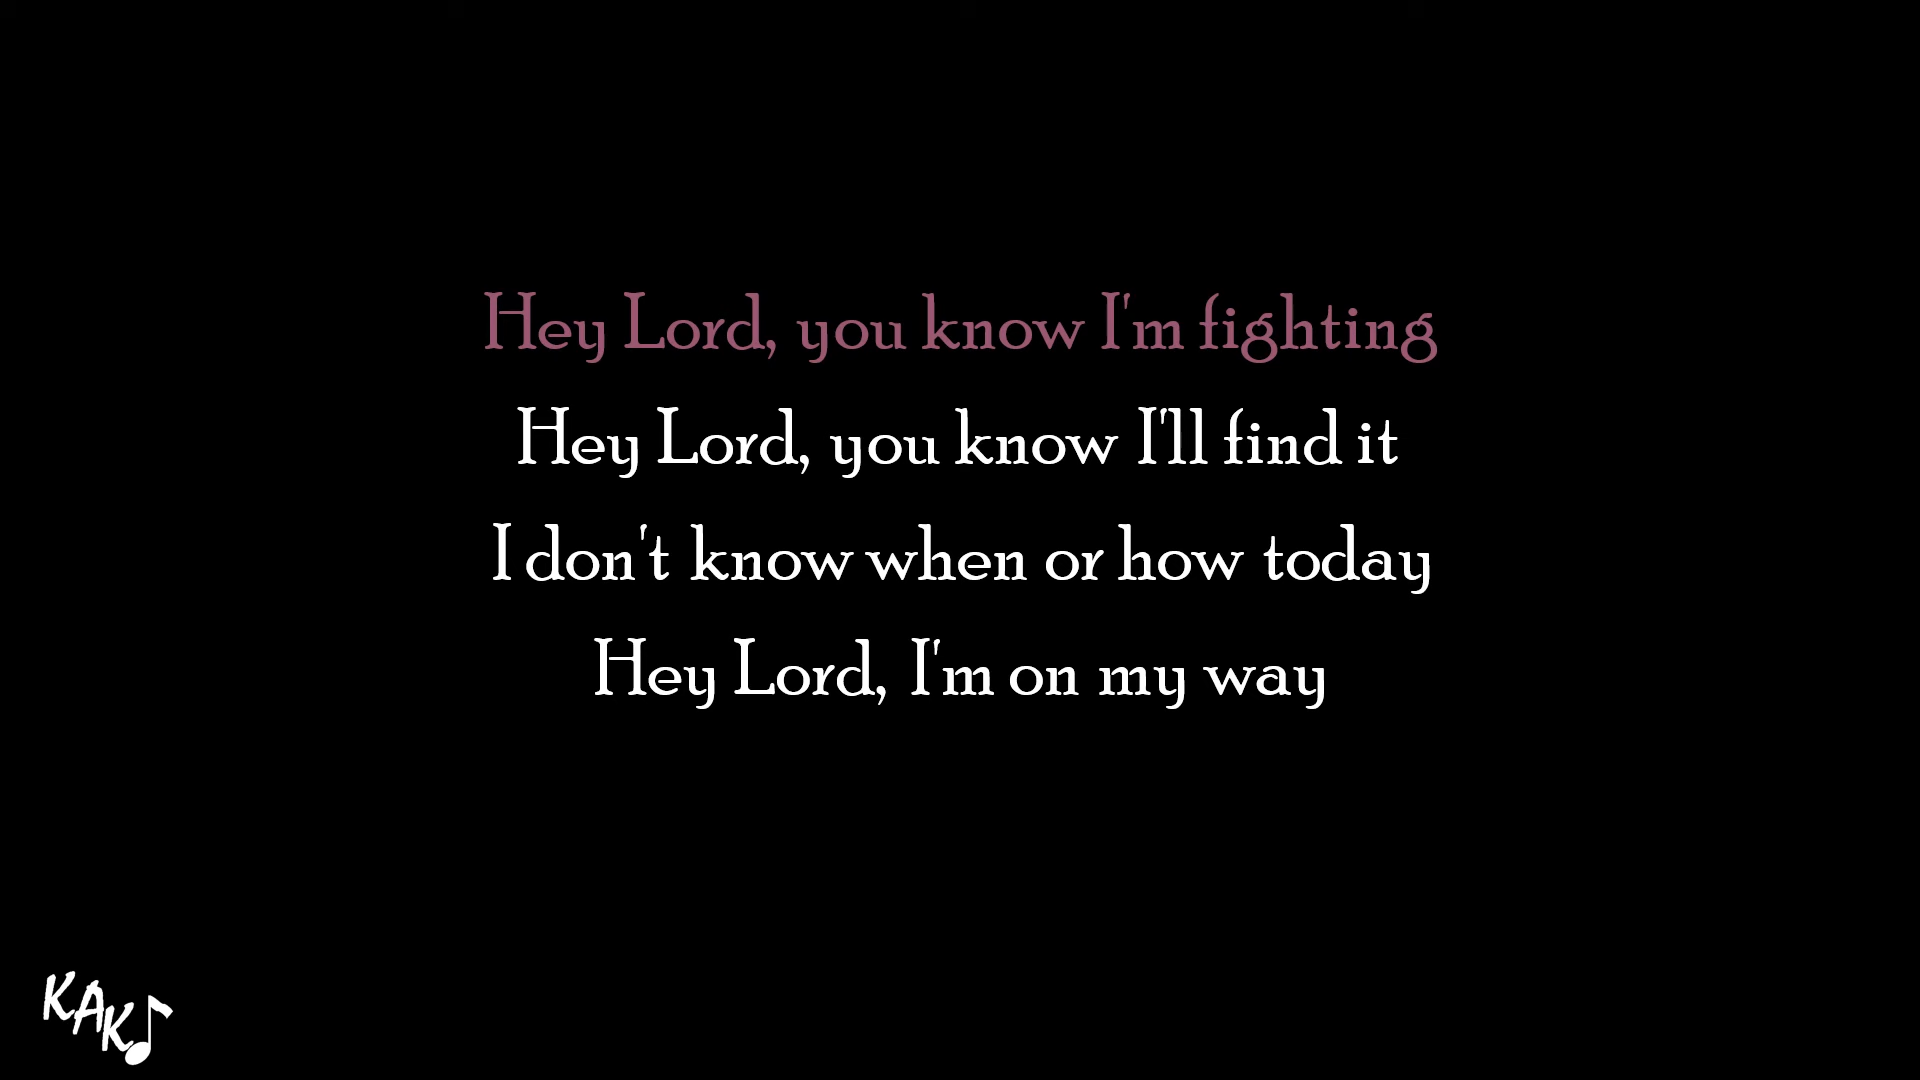 Hey Lord, you know I'm fighting
Hey Lord, you know I'll find it
I don't know when or how today
Hey Lord, I'm on my way
KAK